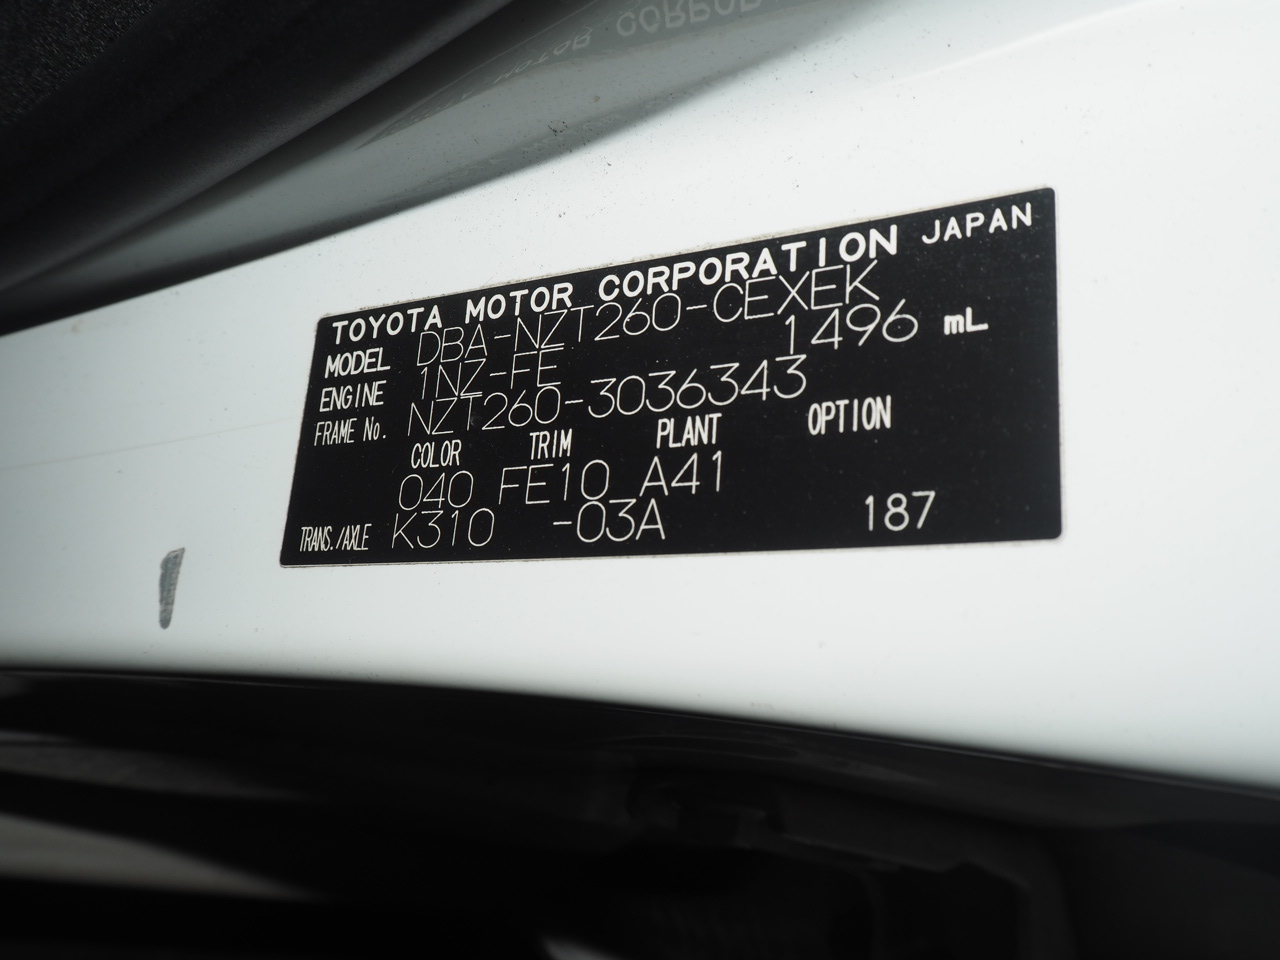 TOYOTA MOTOR CORPORATION JAPAN
MODEL DBA-NZT260-CEXEK
ENGINE 1NZ-FE 1496 mL
FRAME No. NZT260-3036343
COLOR TRIM PLANT OPTION
040 FE10 A41
TRANS./AXLE K310 -03A 187